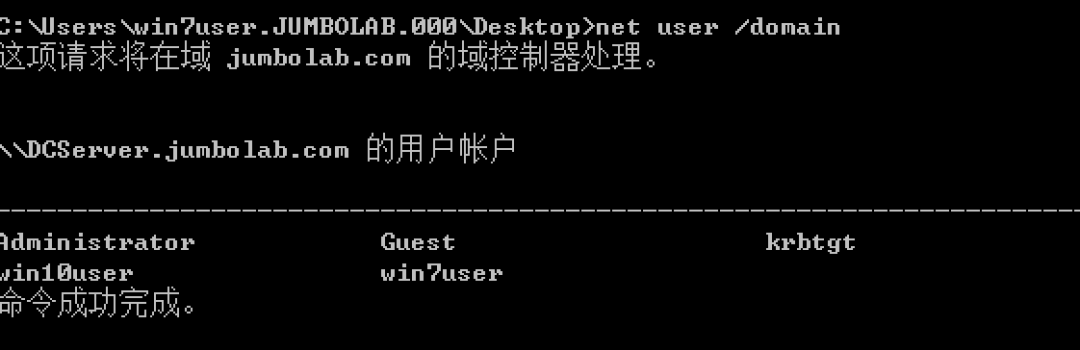 C:\Users\win7user.JUMBOLAB.000\Desktop>net user /domain
这项请求将在域 jumbolab.com 的域控制器处理。
\\DCServer.jumbolab.com 的用户帐户
-------------------------------------------------------------------------------
Administrator Guest krbtgt
win10user win7user
命令成功完成。